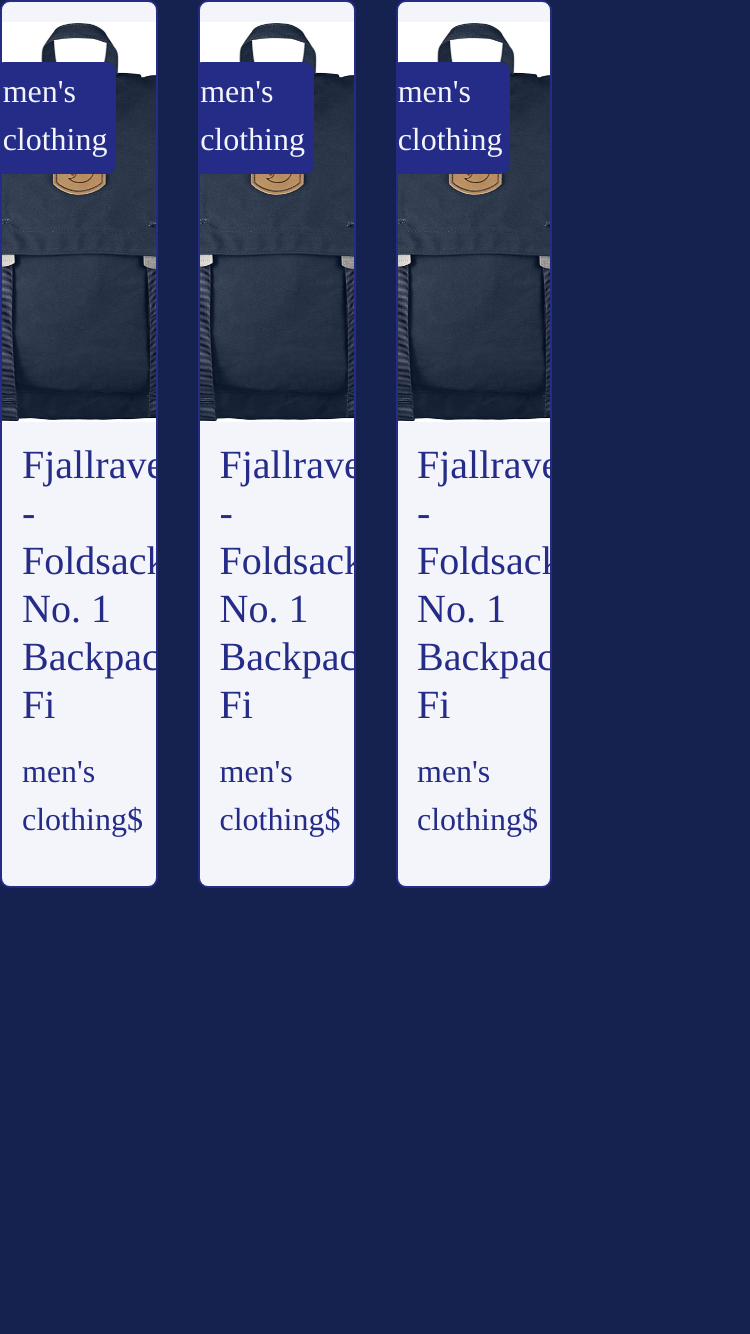 men's
clothing
Fjallrave
-
Foldsack
No. 1
Backpac
Fi
men's
clothing$
men's
clothing
Fjallrave
-
Foldsack
No. 1
Backpac
Fi
men's
clothing$
men's
clothing
Fjallrave
-
Foldsack
No. 1
Backpac
Fi
men's
clothing$